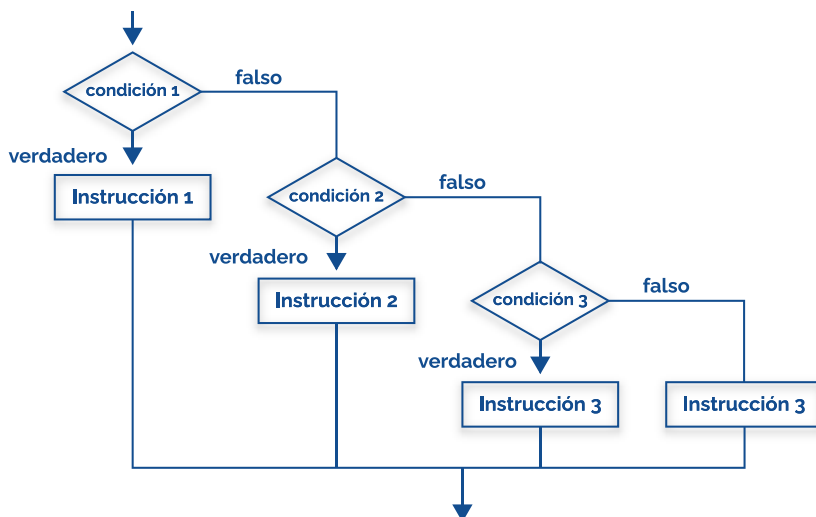 condición 1
falso
verdadero
Instrucción 1
condición 2
falso
verdadero
Instrucción 2
condición 3
falso
verdadero
Instrucción 3
Instrucción 3